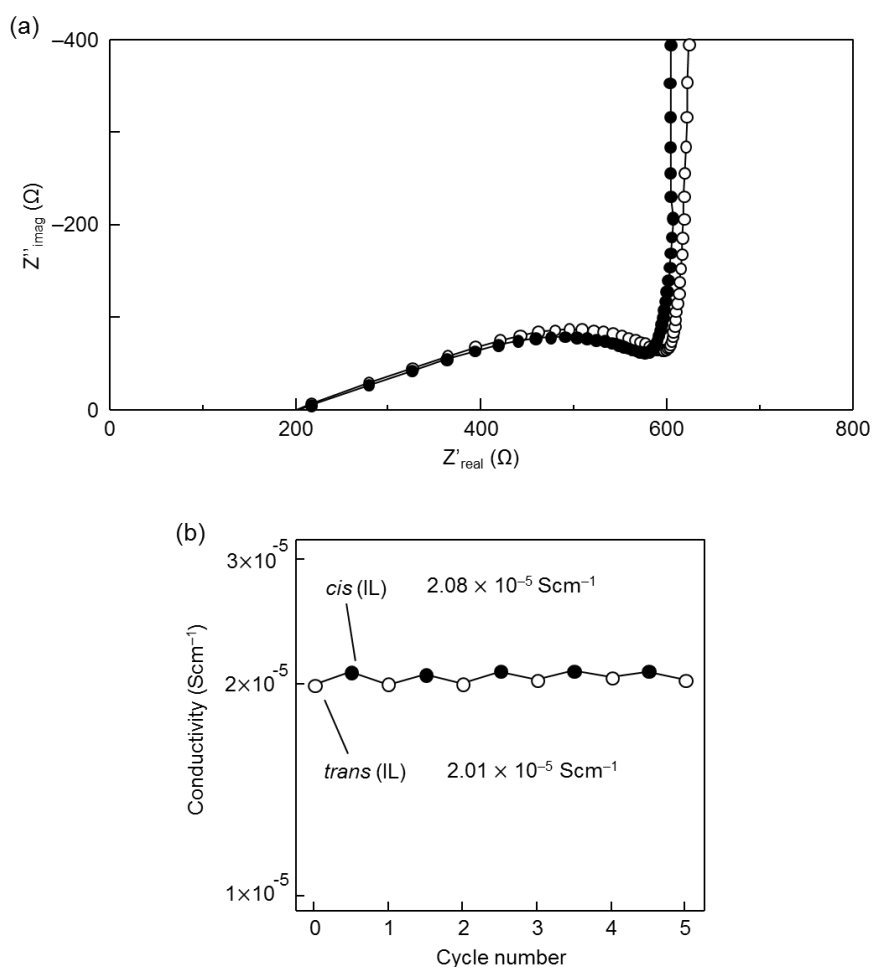 (a)
−400
−200
0
Z''imag (Ω)
0 200 400 600 800
Z'real (Ω)
(b)
3×10-5
2×10-5
1×10-5
Conductivity (Scm−1)
cis (IL) 2.08 × 10−5 Scm−1
trans (IL) 2.01 × 10−5 Scm−1
0 1 2 3 4 5
Cycle number